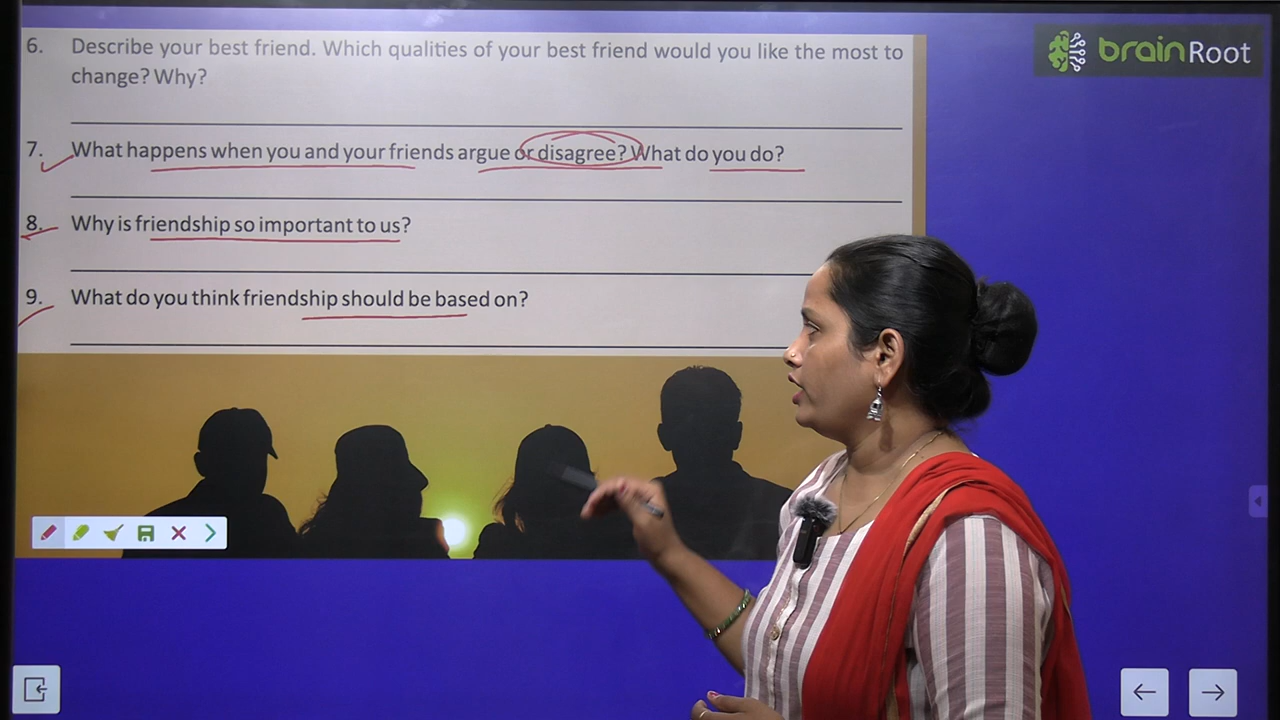 brainRoot
6. Describe your best friend. Which qualities of your best friend would you like the most to
change? Why?
7. What happens when you and your friends argue or disagree? What do you do?
8. Why is friendship so important to us?
9. What do you think friendship should be based on?